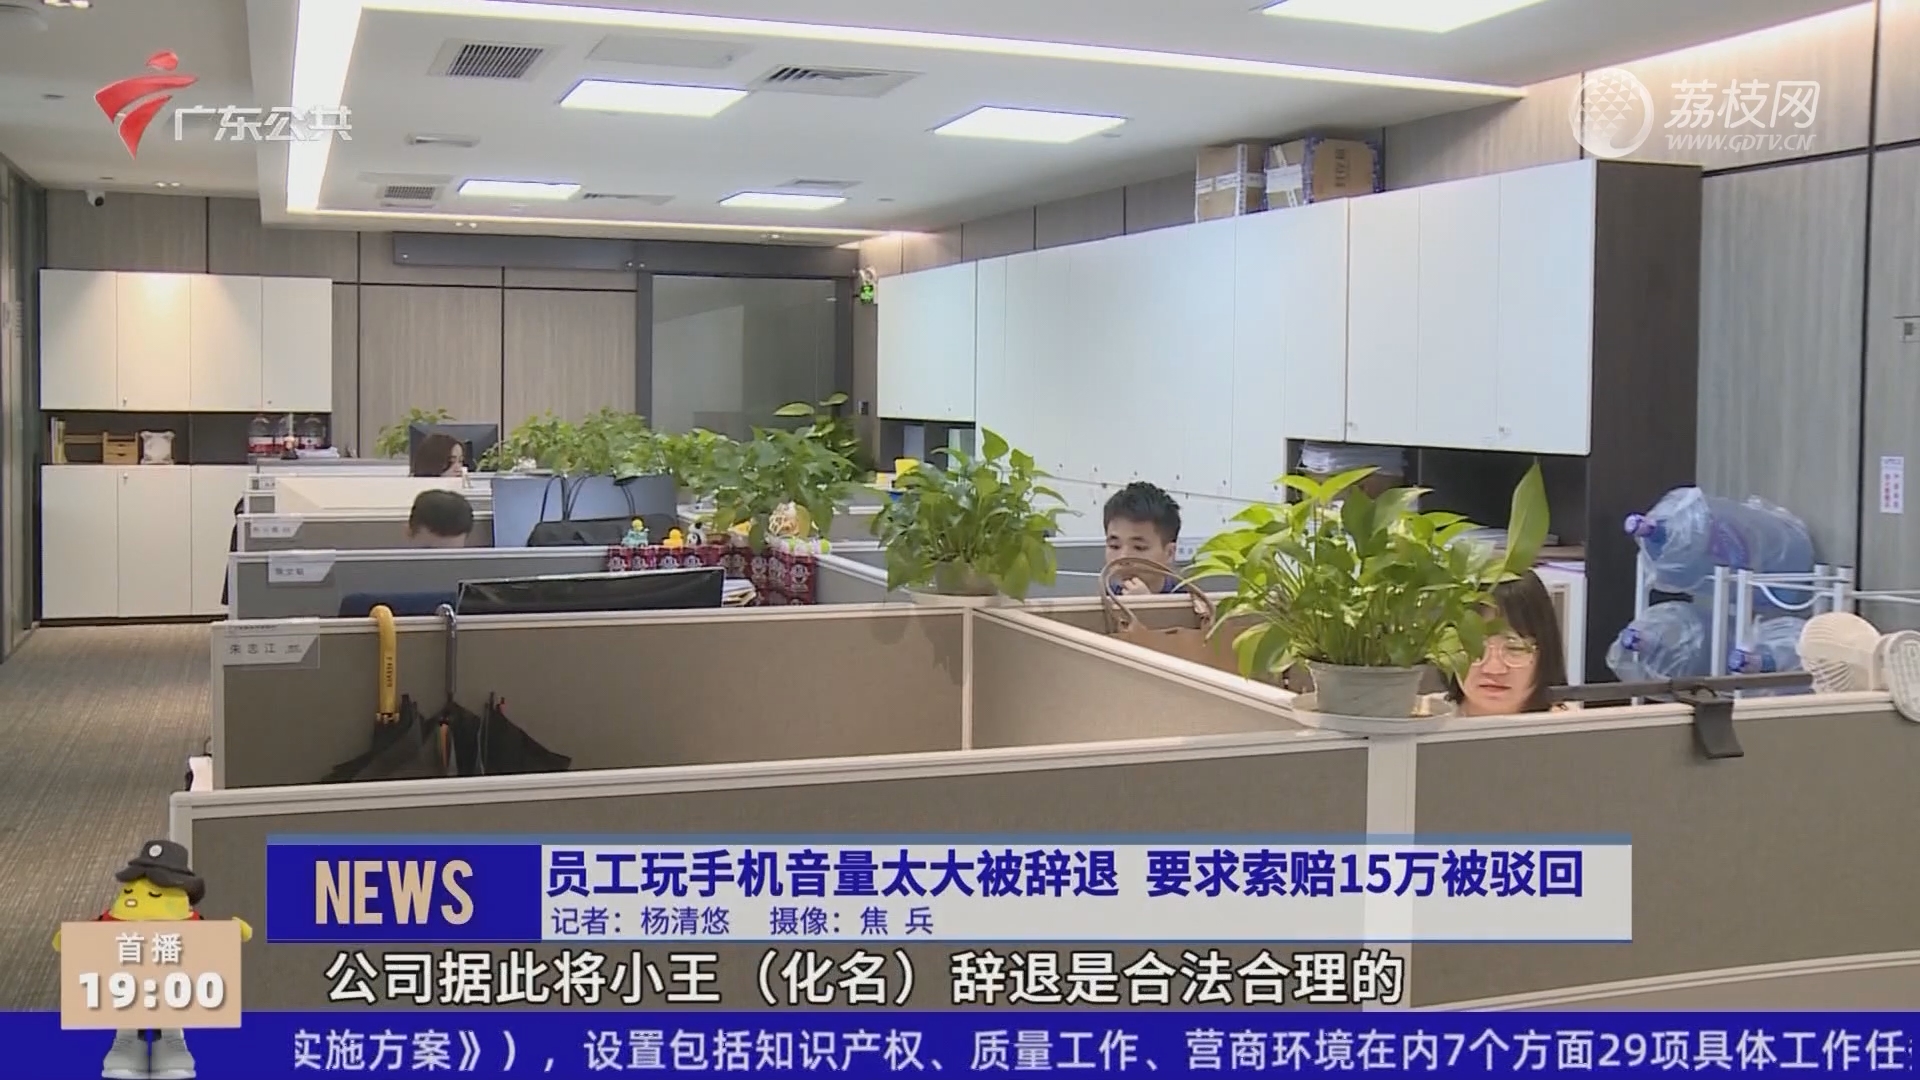 广东公共
荔枝网
WWW.GDTV.CN
朱志江
NEWS
员工玩手机音量太大被辞退 要求索赔15万被驳回
记者：杨清悠 摄像：焦 兵
首播
19:00
公司据此将小王（化名）辞退是合法合理的
实施方案》），设置包括知识产权、质量工作、营商环境在内7个方面29项具体工作任